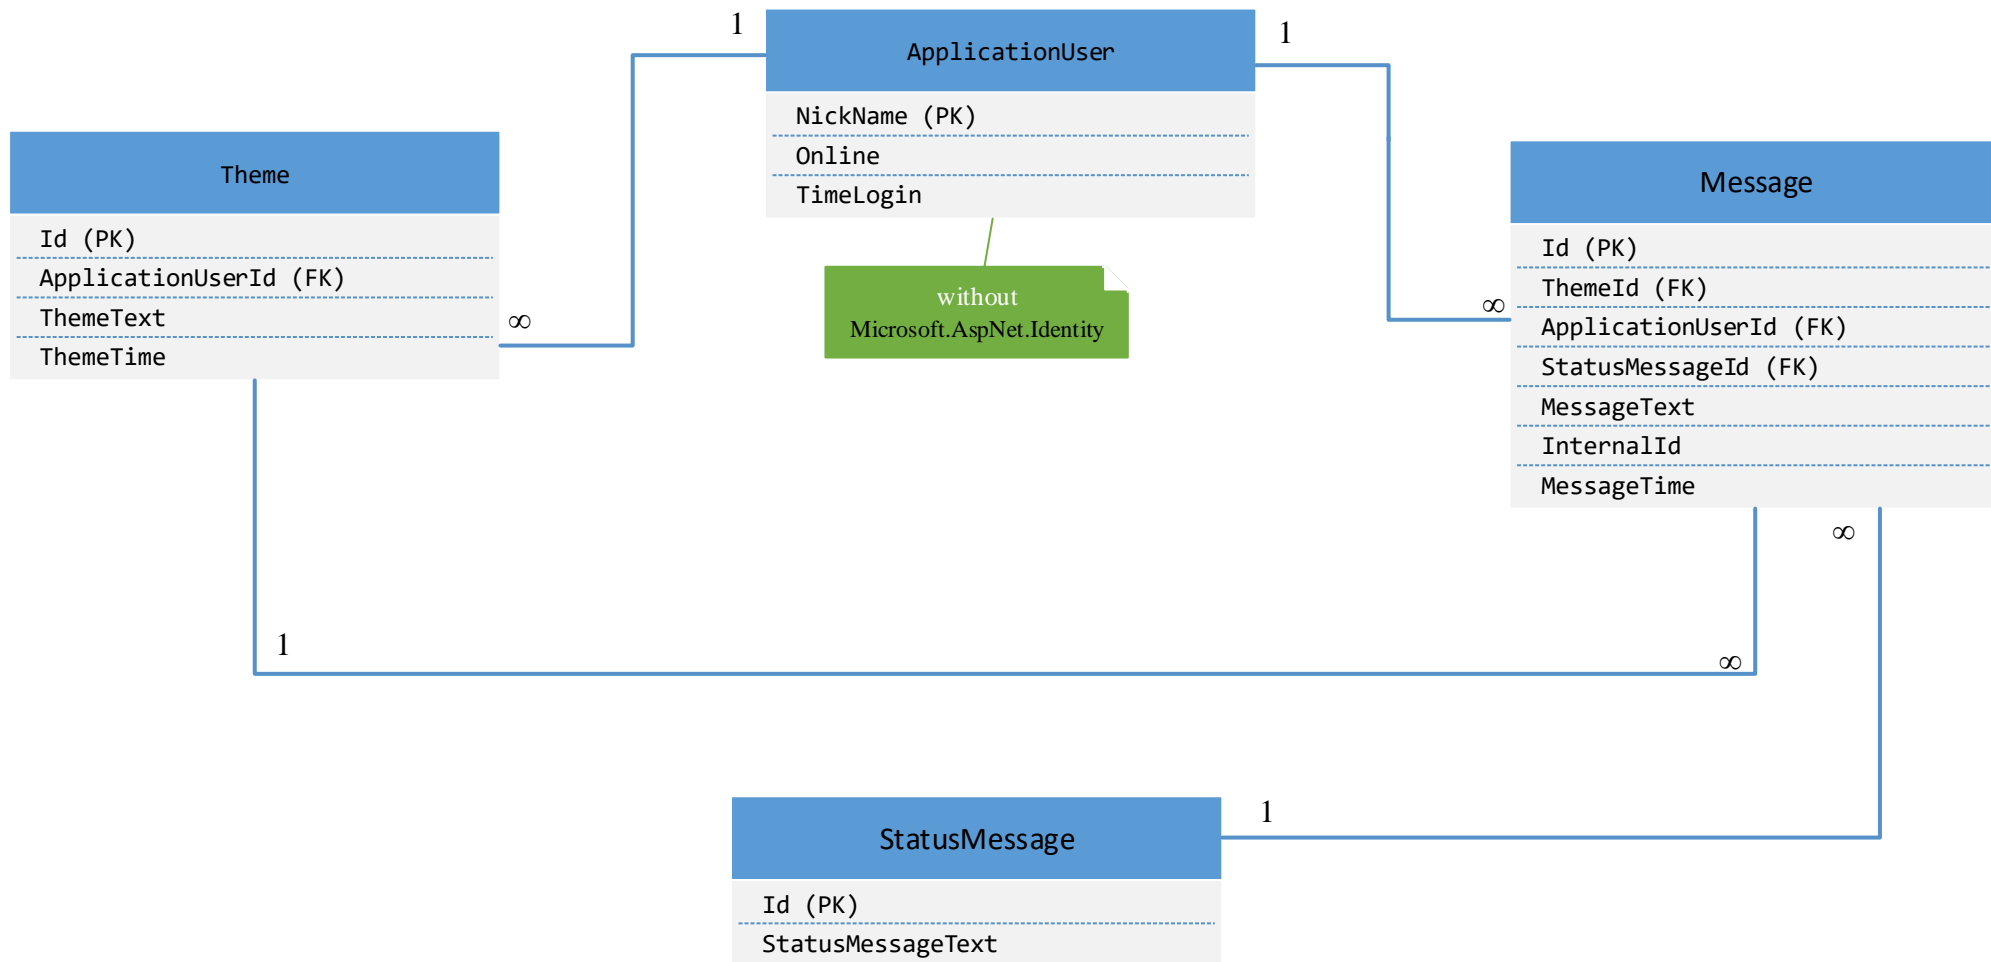 1
ApplicationUser
1
NickName (PK)
Online
TimeLogin
Theme
Id (PK)
ApplicationUserId (FK)
ThemeText
ThemeTime
∞
without
Microsoft.AspNet.Identity
Message
Id (PK)
ThemeId (FK)
ApplicationUserId (FK)
StatusMessageId (FK)
MessageText
InternalId
MessageTime
∞
∞
1
∞
StatusMessage
1
Id (PK)
StatusMessageText